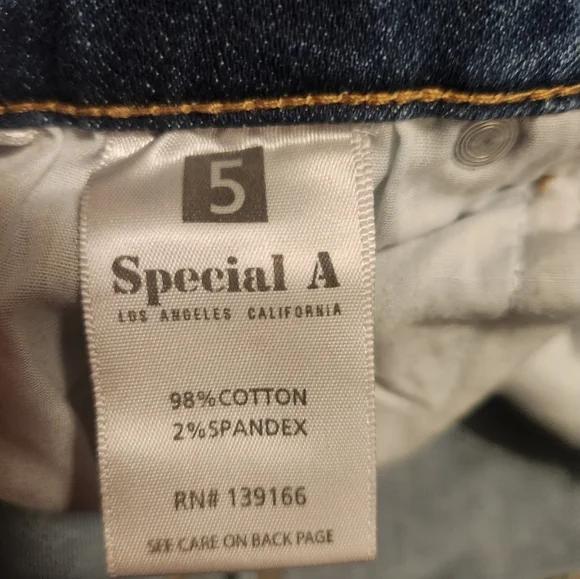 5
Special A
LOS ANGELES CALIFORNIA
98%COTTON
2%SPANDEX
RN# 139166
SEE CARE ON BACK PAGE